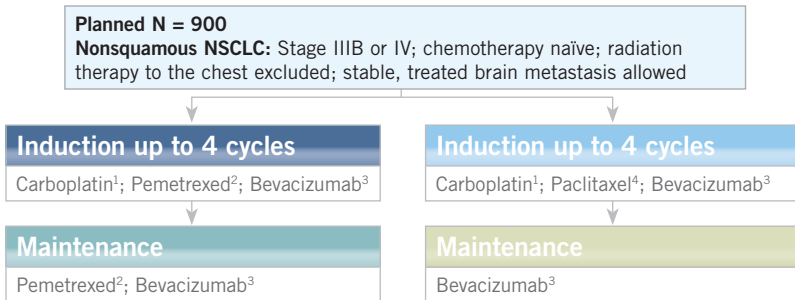 Planned N = 900
Nonsquamous NSCLC: Stage IIIB or IV; chemotherapy naïve; radiation
therapy to the chest excluded; stable, treated brain metastasis allowed
Induction up to 4 cycles
Carboplatin¹; Pemetrexed²; Bevacizumab³
Maintenance
Pemetrexed²; Bevacizumab³
Induction up to 4 cycles
Carboplatin¹; Paclitaxel⁴; Bevacizumab³
Maintenance
Bevacizumab³